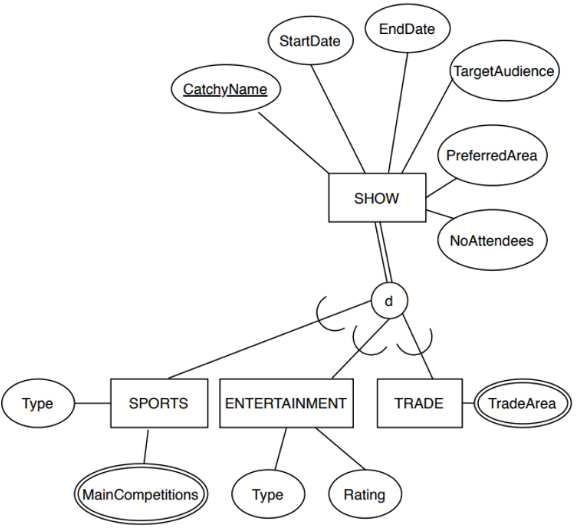 EndDate
StartDate
TargetAudience
CatchyName
PreferredArea
SHOW
NoAttendees
d
Type
SPORTS
ENTERTAINMENT
TRADE
TradeArea
MainCompetitions
Type
Rating